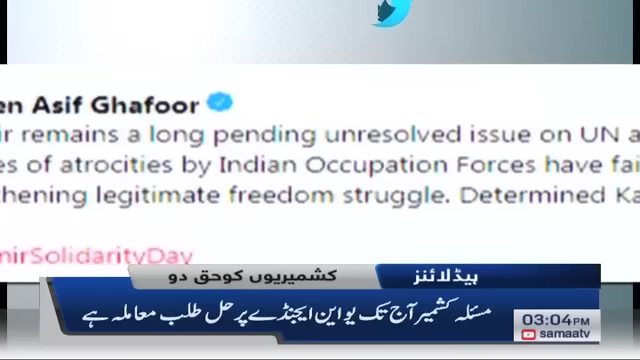 en Asif Ghafoor
ir remains a long pending unresolved issue on UN a
es of atrocities by Indian Occupation Forces have fai
thening legitimate freedom struggle. Determined Ka
mirSolidarityDay
ہیڈلائنز
کشمیریوں کو حق دو
مسئلہ کشمیر آج تک یو این ایجنڈے پر حل طلب معاملہ ہے
03:04PM
samaatv